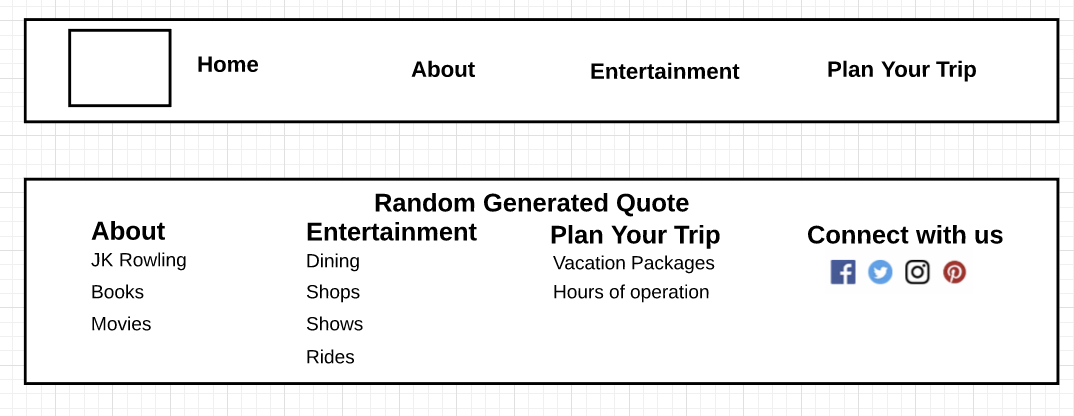 Home
About
Entertainment
Plan Your Trip
Random Generated Quote
About
JK Rowling
Books
Movies
Entertainment
Dining
Shops
Shows
Rides
Plan Your Trip
Vacation Packages
Hours of operation
Connect with us